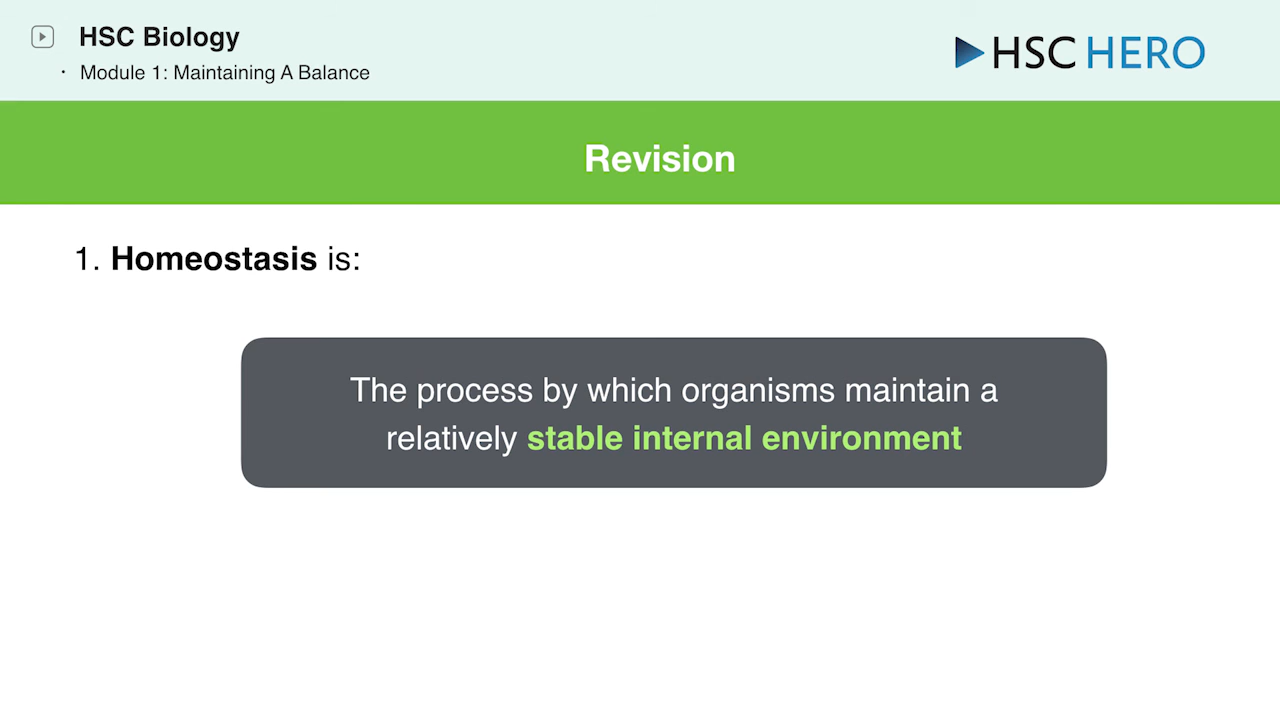 HSC Biology
· Module 1: Maintaining A Balance
HSC HERO
Revision
1. Homeostasis is:
The process by which organisms maintain a
relatively stable internal environment